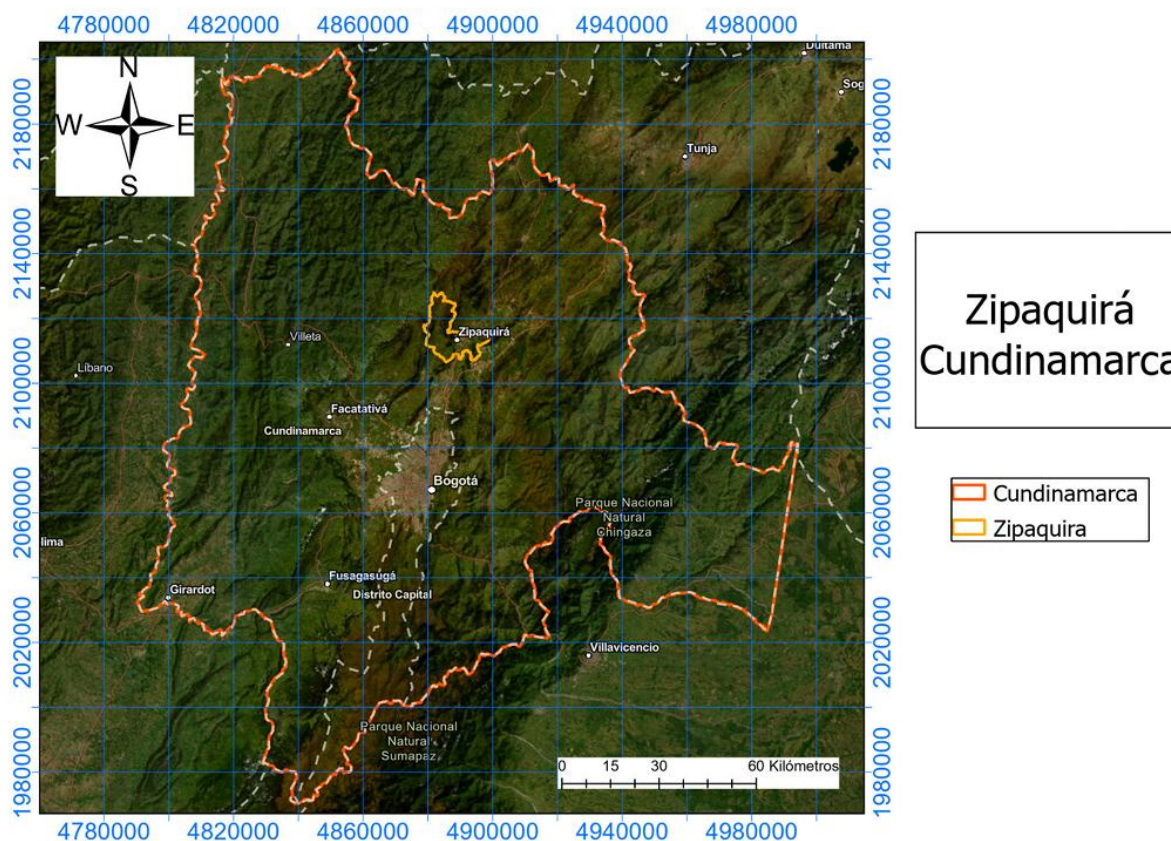 4780000 4820000 4860000 4900000 4940000 4980000
N
W E
S
2180000
2140000
2100000
2060000
2020000
1980000
Duitama
Sog
Tunja
Zipaquirá
Villeta
Líbano
Facatativá
Cundinamarca
Bogotá
Parque Nacional
Natural
Chingaza
lima
Girardot
Fusagasugá
Distrito Capital
Villavicencio
Parque Nacional
Natural
Sumapaz
0 15 30 60 Kilómetros
2180000
2140000
2100000
2060000
2020000
1980000
4780000 4820000 4860000 4900000 4940000 4980000
Zipaquirá
Cundinamarca
Cundinamarca
Zipaquira